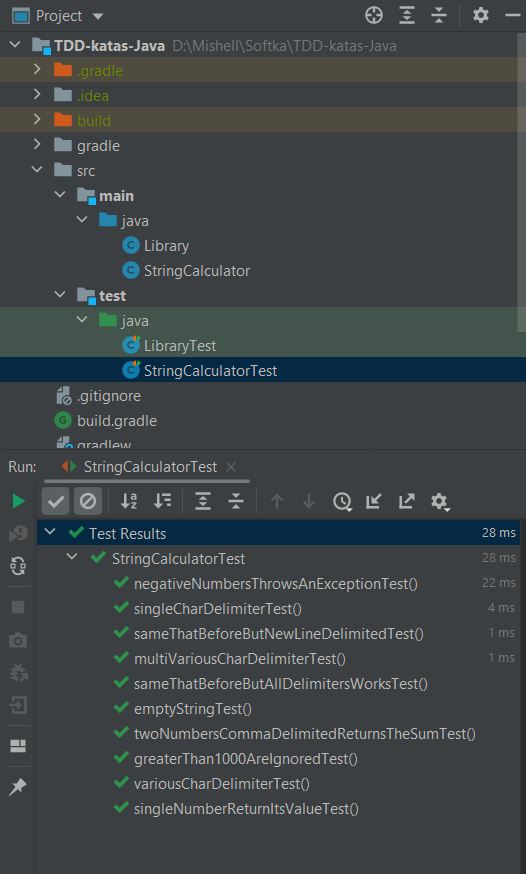 Project
TDD-katas-Java D:\Mishell\Softka\TDD-katas-Java
.gradle
.idea
build
gradle
src
main
java
Library
StringCalculator
test
java
LibraryTest
StringCalculatorTest
.gitignore
build.gradle
gradlew
Run: StringCalculatorTest
Test Results 28 ms
StringCalculatorTest 28 ms
negativeNumbersThrowsAnExceptionTest() 22 ms
singleCharDelimiterTest() 4 ms
sameThatBeforeButNewLineDelimitedTest() 1 ms
multiVariousCharDelimiterTest() 1 ms
sameThatBeforeButAllDelimitersWorksTest()
emptyStringTest()
twoNumbersCommaDelimitedReturnsTheSumTest()
greaterThan1000AreIgnoredTest()
variousCharDelimiterTest()
singleNumberReturnItsValueTest()